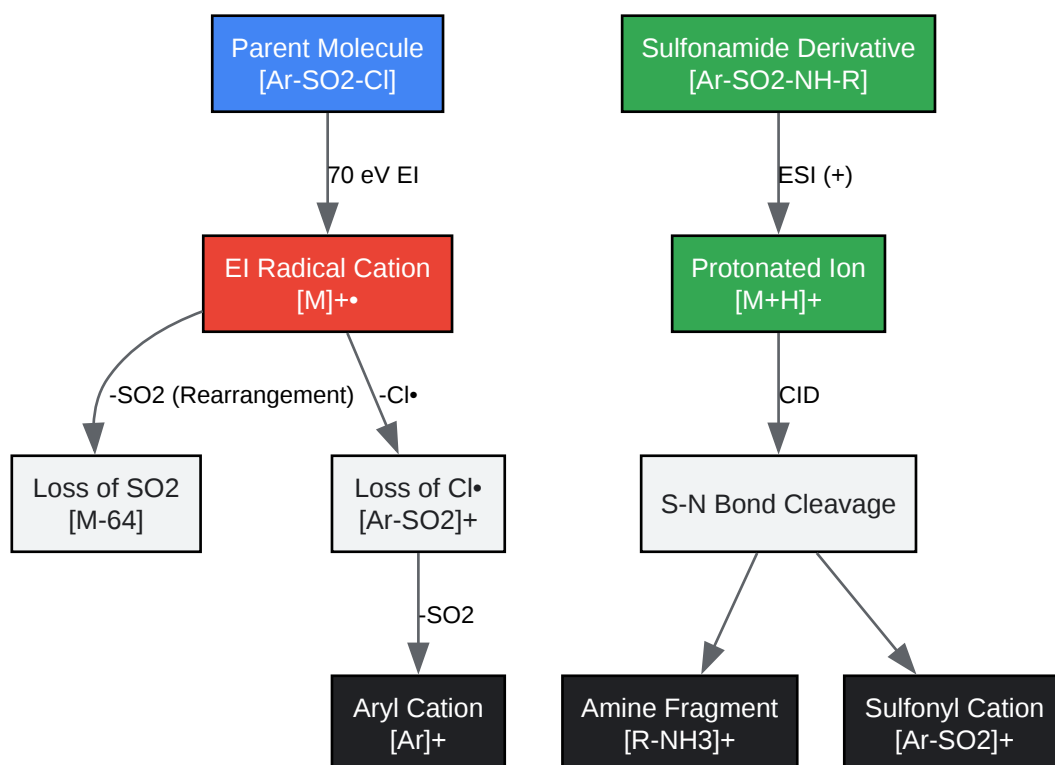 Parent Molecule
[Ar-SO2-Cl]
Sulfonamide Derivative
[Ar-SO2-NH-R]
70 eV EI
ESI (+)
EI Radical Cation
[M]+•
Protonated Ion
[M+H]+
-SO2 (Rearrangement)
-Cl•
CID
Loss of SO2
[M-64]
Loss of Cl•
[Ar-SO2]+
S-N Bond Cleavage
-SO2
Aryl Cation
[Ar]+
Amine Fragment
[R-NH3]+
Sulfonyl Cation
[Ar-SO2]+